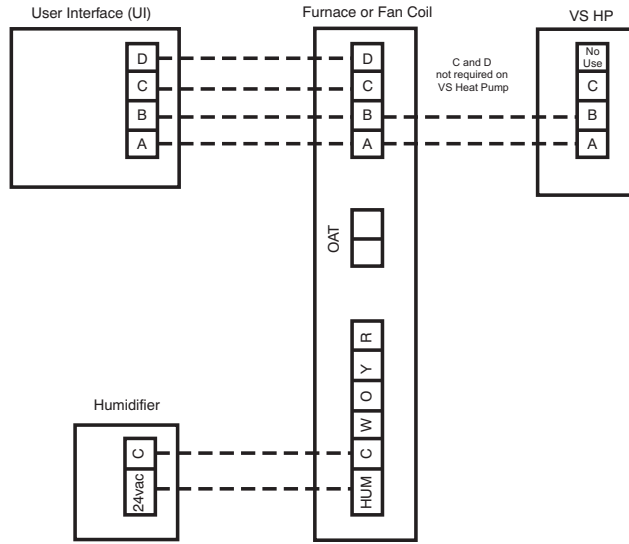 User Interface (UI)
D
C
B
A
Furnace or Fan Coil
D
C
B
A
OAT
R
Y
O
W
C
HUM
C and D
not required on
VS Heat Pump
VS HP
No
Use
C
B
A
Humidifier
C
24vac